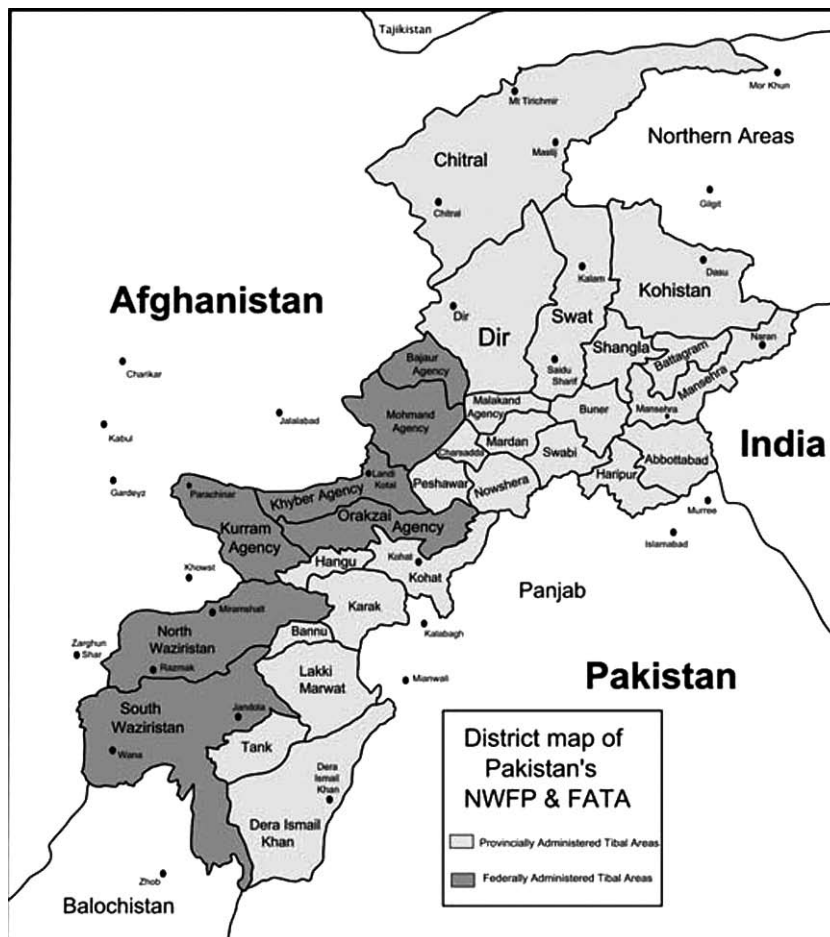 Tajikistan
Mor Khun
Mt Tirichmir
Northern Areas
Mastij
Chitral
Gilgit
Chitral
Dasu
Kalam
Kohistan
Afghanistan
Dir
Swat
Dir
Naran
Shangla
Battagram
Bajaur
Agency
Saidu
Sharif
Mansehra
Charikar
Malakand
Agency
Buner
Mansehra
Mohmand
Agency
Jalalabad
Kabul
India
Mardan
Charsadda
Swabi
Abbottabad
Haripur
Landi
Kotal
Peshawar
Nowshera
Gardeyz
Parachinar
Khyber Agency
Murree
Orakzai
Agency
Kurram
Agency
Islamabad
Hangu
Kohat
Kohat
Khowst
Panjab
Karak
Miramshalt
Kalabagh
Bannu
North
Waziristan
Zarghun
Shar
Razmak
Lakki
Marwat
Mianwali
Pakistan
South
Waziristan
Jandola
Tank
Wana
Dera
Ismail
Khan
Dera Ismail
Khan
District map of
Pakistan's
NWFP & FATA
Provincially Administered Tibal Areas
Federally Administered Tibal Areas
Zhob
Balochistan